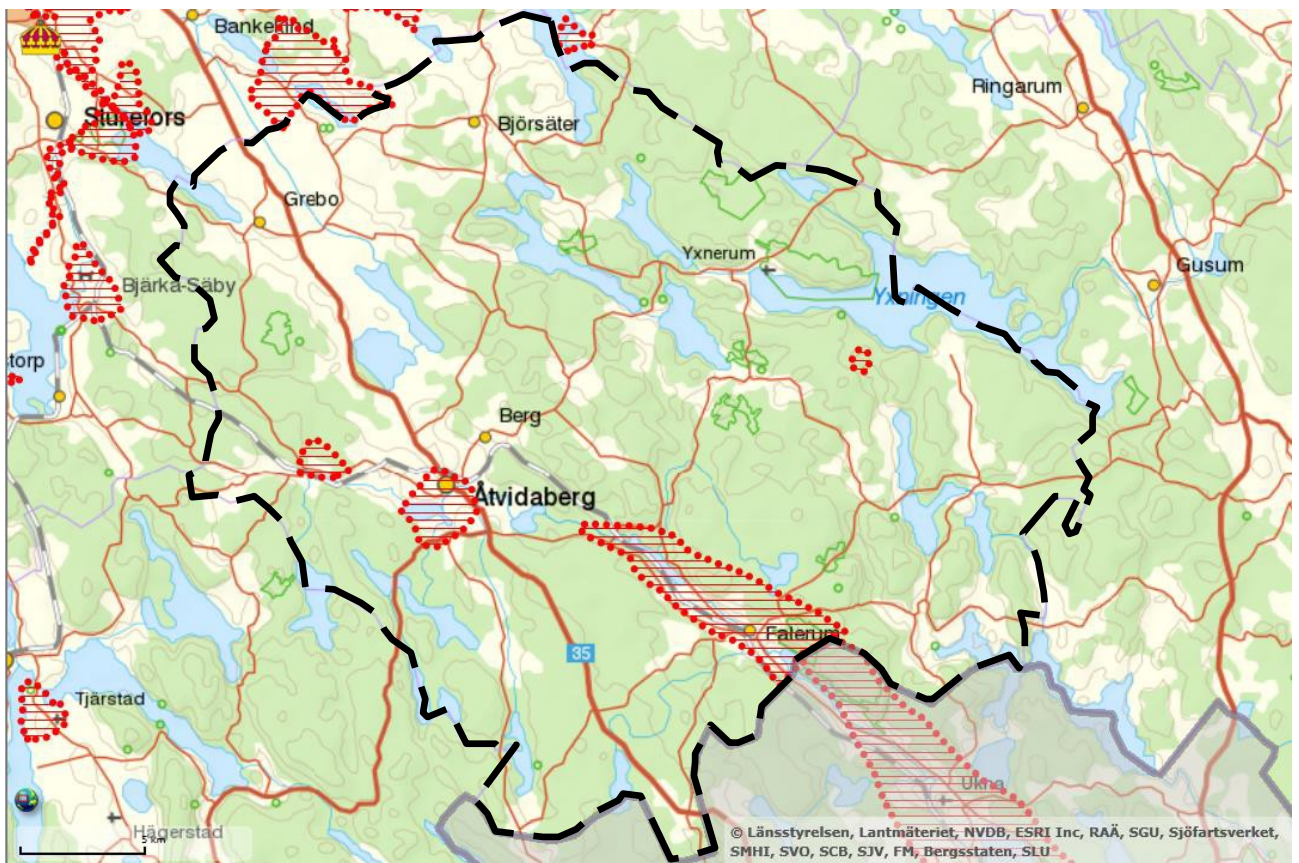 Bankekind
Ringarum
Sturefors
Björsäter
Grebo
Yxnerum
Gusum
Bjärka-Säby
Yxningen
storp
Berg
Åtvidaberg
Falerum
35
Tjärstad
Ukna
Hägerstad
5 km
© Länsstyrelsen, Lantmäteriet, NVDB, ESRI Inc, RAÄ, SGU, Sjöfartsverket,
SMHI, SVO, SCB, SJV, FM, Bergsstaten, SLU